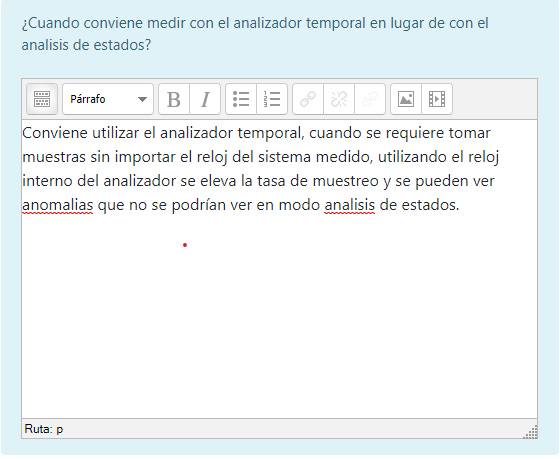 ¿Cuando conviene medir con el analizador temporal en lugar de con el
analisis de estados?
Párrafo
B I
Conviene utilizar el analizador temporal, cuando se requiere tomar
muestras sin importar el reloj del sistema medido, utilizando el reloj
interno del analizador se eleva la tasa de muestreo y se pueden ver
anomalias que no se podrían ver en modo analisis de estados.
Ruta: p